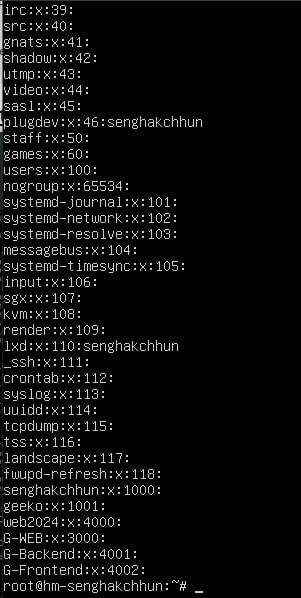 irc:x:39:
src:x:40:
gnats:x:41:
shadow:x:42:
utmp:x:43:
video:x:44:
sasl:x:45:
plugdev:x:46:senghakchhun
staff:x:50:
games:x:60:
users:x:100:
nogroup:x:65534:
systemd-journal:x:101:
systemd-network:x:102:
systemd-resolve:x:103:
messagebus:x:104:
systemd-timesync:x:105:
input:x:106:
sgx:x:107:
kvm:x:108:
render:x:109:
lxd:x:110:senghakchhun
_ssh:x:111:
crontab:x:112:
syslog:x:113:
uuidd:x:114:
tcpdump:x:115:
tss:x:116:
landscape:x:117:
fwupd-refresh:x:118:
senghakchhun:x:1000:
geeko:x:1001:
web2024:x:4000:
G-WEB:x:3000:
G-Backend:x:4001:
G-Frontend:x:4002:
root@hm-senghakchhun:~# _